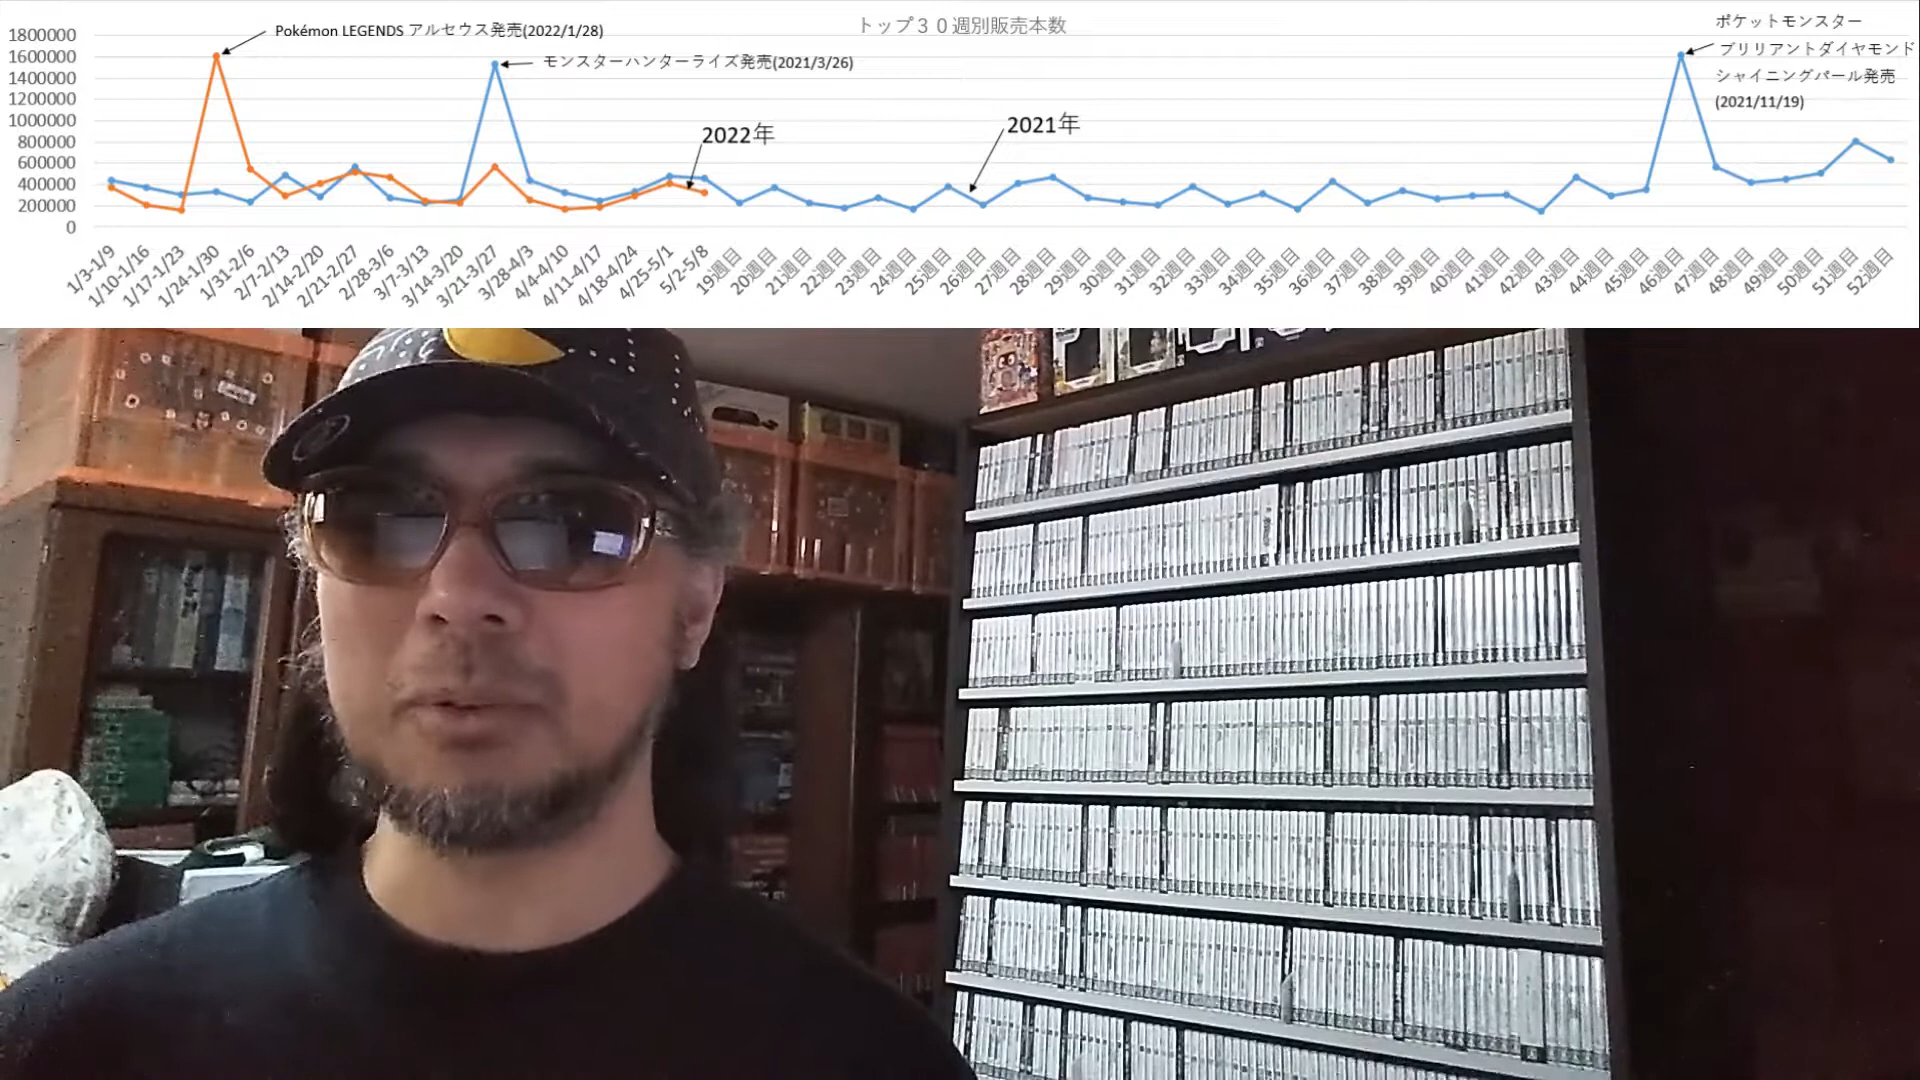 トップ３０週別販売本数
1800000
1600000
1400000
1200000
1000000
800000
600000
400000
200000
0
Pokémon LEGENDS アルセウス発売(2022/1/28)
モンスターハンターライズ発売(2021/3/26)
2022年
2021年
ポケットモンスター
ブリリアントダイヤモンド
シャイニングパール発売
(2021/11/19)
1/3-1/9
1/10-1/16
1/17-1/23
1/24-1/30
1/31-2/6
2/7-2/13
2/14-2/20
2/21-2/27
2/28-3/6
3/7-3/13
3/14-3/20
3/21-3/27
3/28-4/3
4/4-4/10
4/11-4/17
4/18-4/24
4/25-5/1
5/2-5/8
19週目
20週目
21週目
22週目
23週目
24週目
25週目
26週目
27週目
28週目
29週目
30週目
31週目
32週目
33週目
34週目
35週目
36週目
37週目
38週目
39週目
40週目
41週目
42週目
43週目
44週目
45週目
46週目
47週目
48週目
49週目
50週目
51週目
52週目